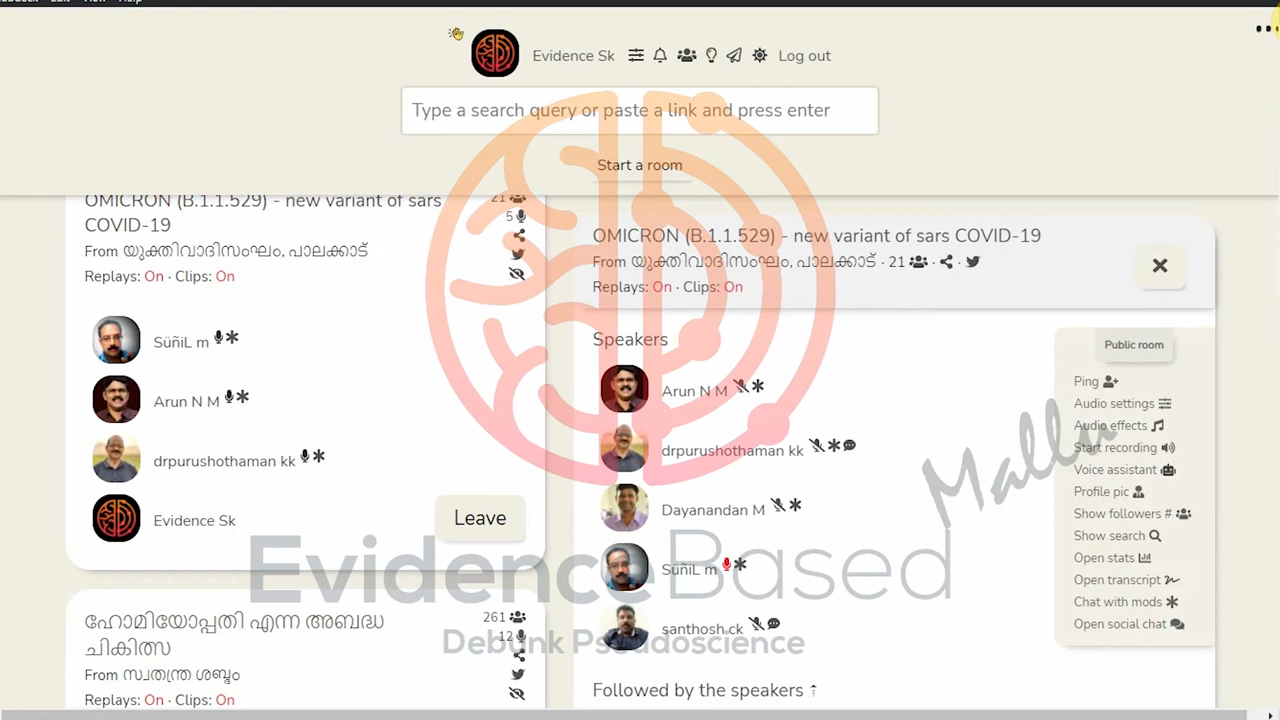 Evidence Sk Log out
Type a search query or paste a link and press enter
Start a room
OMICRON (B.1.1.529) - new variant of sars
COVID-19
21
5
From യുക്തിവാദിസംഘം, പാലക്കാട്
Replays: On · Clips: On
SüñiL m
Arun N M
drpurushothaman kk
Evidence Sk
Leave
ഹോമിയോപ്പതി എന്ന അബദ്ധ
ചികിത്സ
261
12
From സ്വതന്ത്ര ശബ്ദം
Replays: On · Clips: On
OMICRON (B.1.1.529) - new variant of sars COVID-19
From യുക്തിവാദിസംഘം, പാലക്കാട് · 21 · ·
Replays: On · Clips: On
Speakers
Arun N M
drpurushothaman kk
Dayanandan M
SüñiL m
santhosh ck
Followed by the speakers
Public room
Ping
Audio settings
Audio effects
Start recording
Voice assistant
Profile pic
Show followers #
Show search
Open stats
Open transcript
Chat with mods
Open social chat
Mallu
EvidenceBased
Debunk Pseudoscience